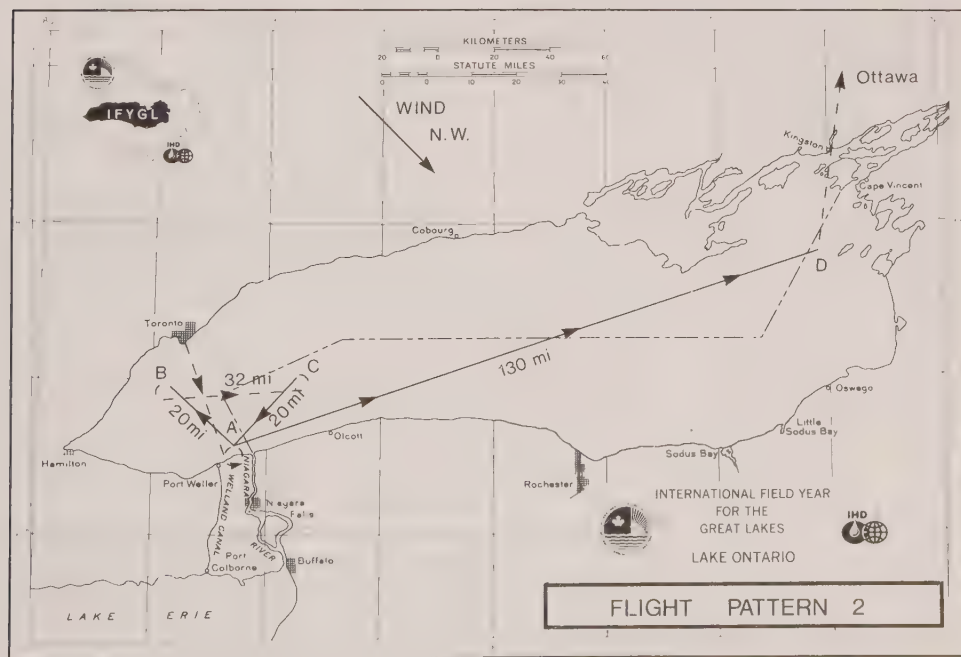 KILOMETERS
20 0 20 40
STATUTE MILES
0 10 20 40
IFYGL
IHD
WIND
N.W.
Ottawa
Kingston
Cape Vincent
Cobourg
D
Toronto
B
32 mi
C
130 mi
20 mi
20 mi
A
Oswego
Olcott
Little
Sodus Bay
Sodus Bay
Hamilton
Port Weller
NIAGARA
RIVER
WELLAND CANAL
Rochester
Niagara
Falls
Port
Colborne
Buffalo
INTERNATIONAL FIELD YEAR
FOR THE
GREAT LAKES
IHD
LAKE ONTARIO
LAKE ERIE
FLIGHT PATTERN 2